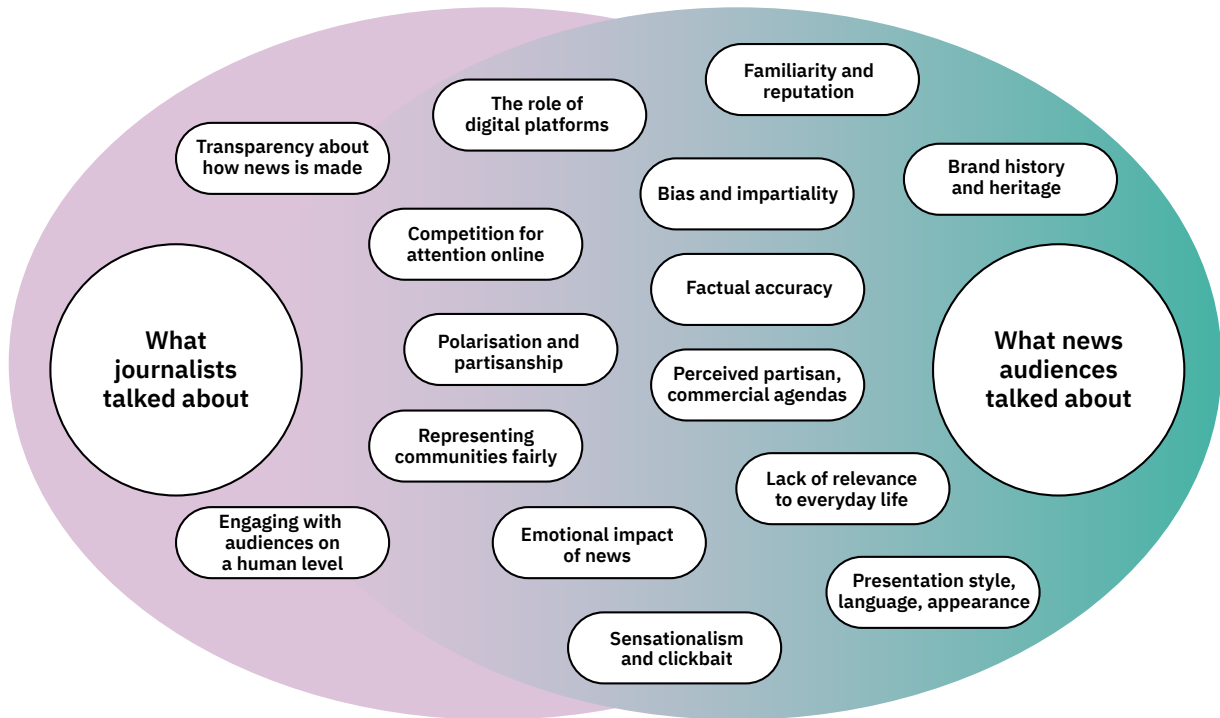 Familiarity and
reputation
The role of
digital platforms
Transparency about
how news is made
Brand history
and heritage
Bias and impartiality
Competition for
attention online
Factual accuracy
What
journalists
talked about
Polarisation and
partisanship
Perceived partisan,
commercial agendas
What news
audiences
talked about
Representing
communities fairly
Lack of relevance
to everyday life
Engaging with
audiences on
a human level
Emotional impact
of news
Presentation style,
language, appearance
Sensationalism
and clickbait